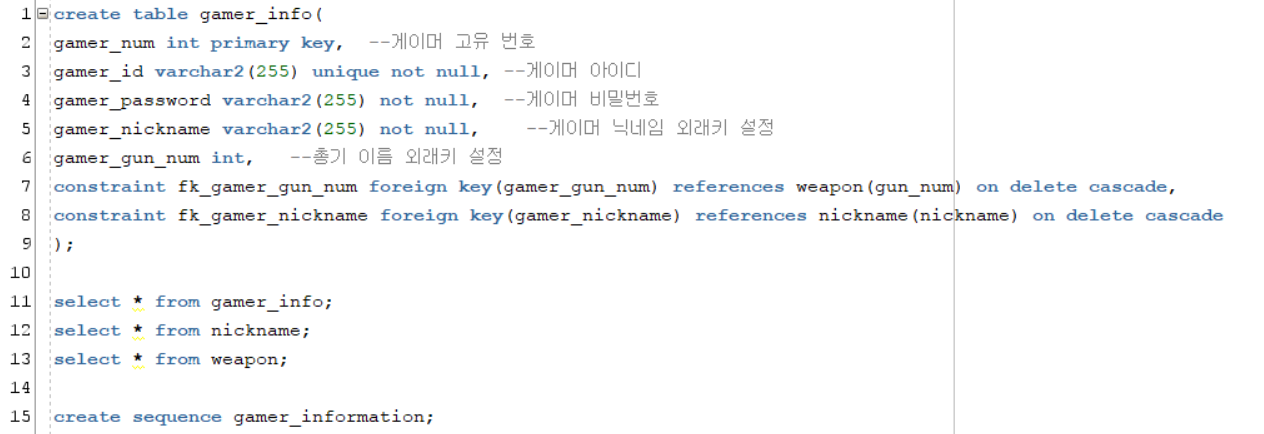 1 create table gamer_info(
2 gamer_num int primary key, --게이머 고유 번호
3 gamer_id varchar2(255) unique not null, --게이머 아이디
4 gamer_password varchar2(255) not null, --게이머 비밀번호
5 gamer_nickname varchar2(255) not null, --게이머 닉네임 외래키 설정
6 gamer_gun_num int, --총기 이름 외래키 설정
7 constraint fk_gamer_gun_num foreign key(gamer_gun_num) references weapon(gun_num) on delete cascade,
8 constraint fk_gamer_nickname foreign key(gamer_nickname) references nickname(nickname) on delete cascade
9 );
10
11 select * from gamer_info;
12 select * from nickname;
13 select * from weapon;
14
15 create sequence gamer_information;